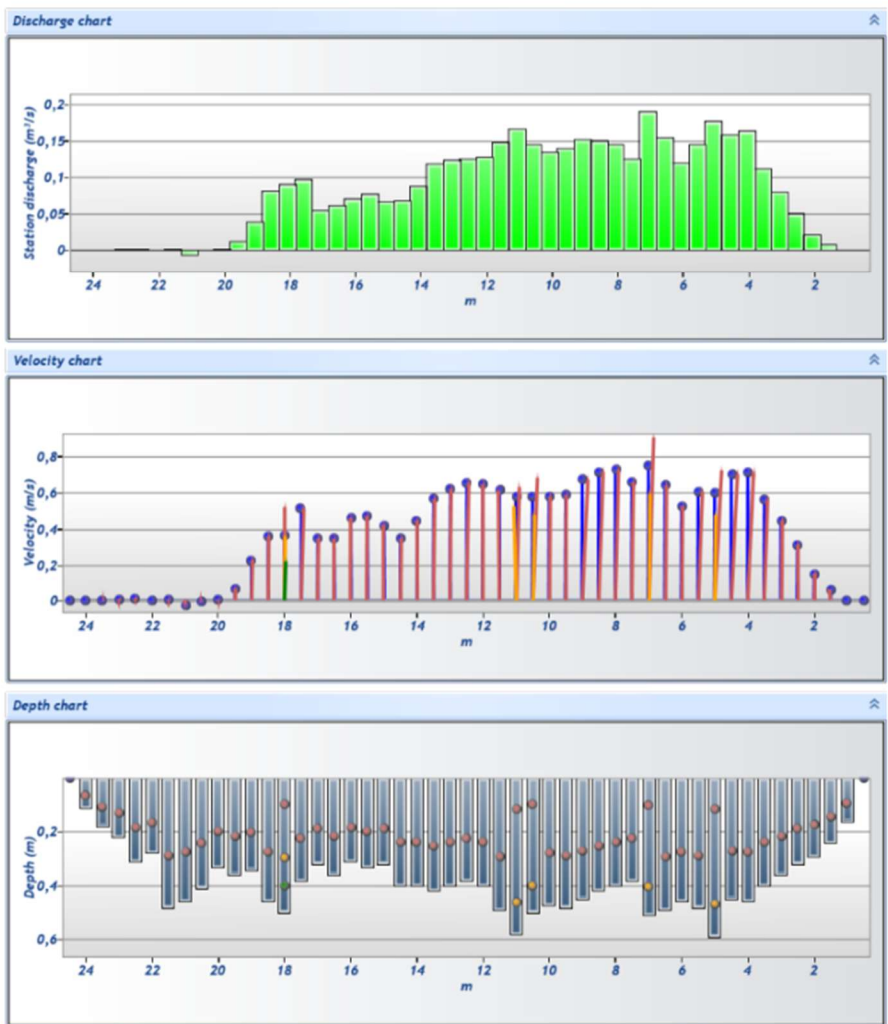 Discharge chart
Station discharge (m³/s)
0,2
0,15
0,1
0,05
0
24 22 20 18 16 14 12 10 8 6 4 2
m
Velocity chart
Velocity (m/s)
0,8
0,6
0,4
0,2
0
24 22 20 18 16 14 12 10 8 6 4 2
m
Depth chart
Depth (m)
0,2
0,4
0,6
24 22 20 18 16 14 12 10 8 6 4 2
m